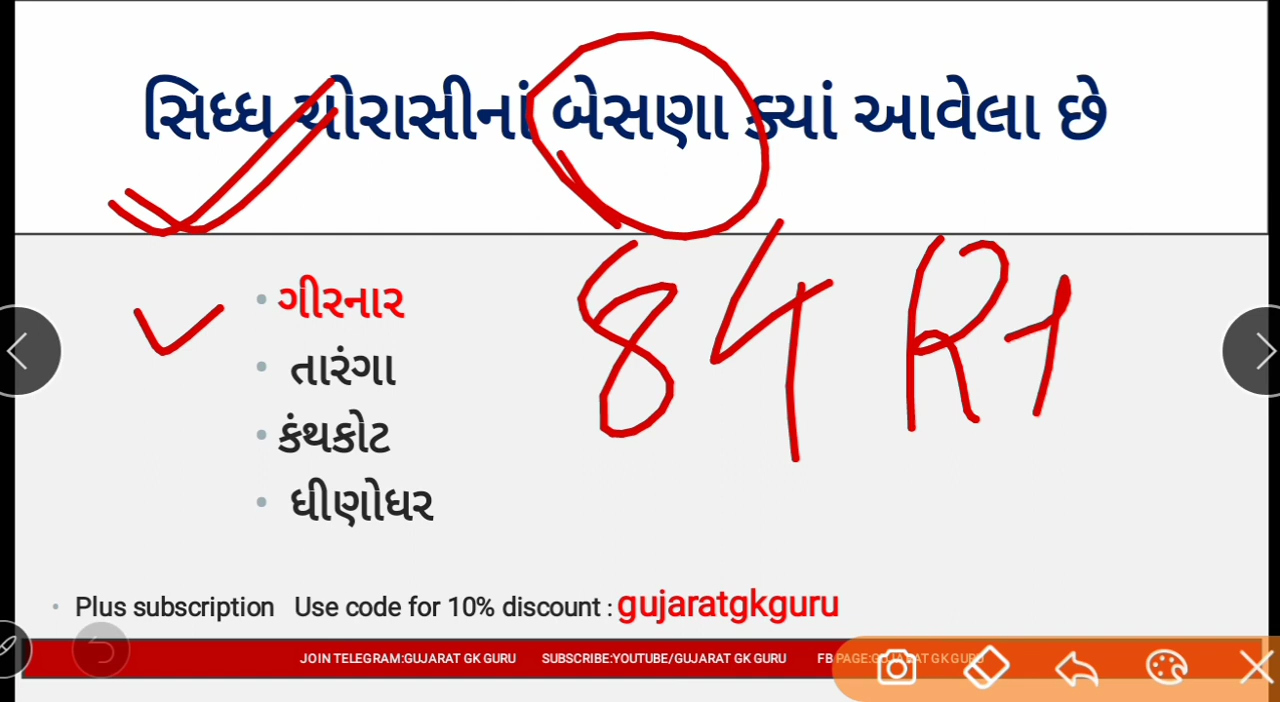 સિધ્ધ ચોરાસીનાં બેસણા ક્યાં આવેલા છે
84 R1
• ગીરનાર
• તારંગા
• કંથકોટ
• ધીણોધર
• Plus subscription Use code for 10% discount : gujaratgkguru
JOIN TELEGRAM:GUJARAT GK GURU SUBSCRIBE:YOUTUBE/GUJARAT GK GURU FB PAGE:GUJARAT GK GURU